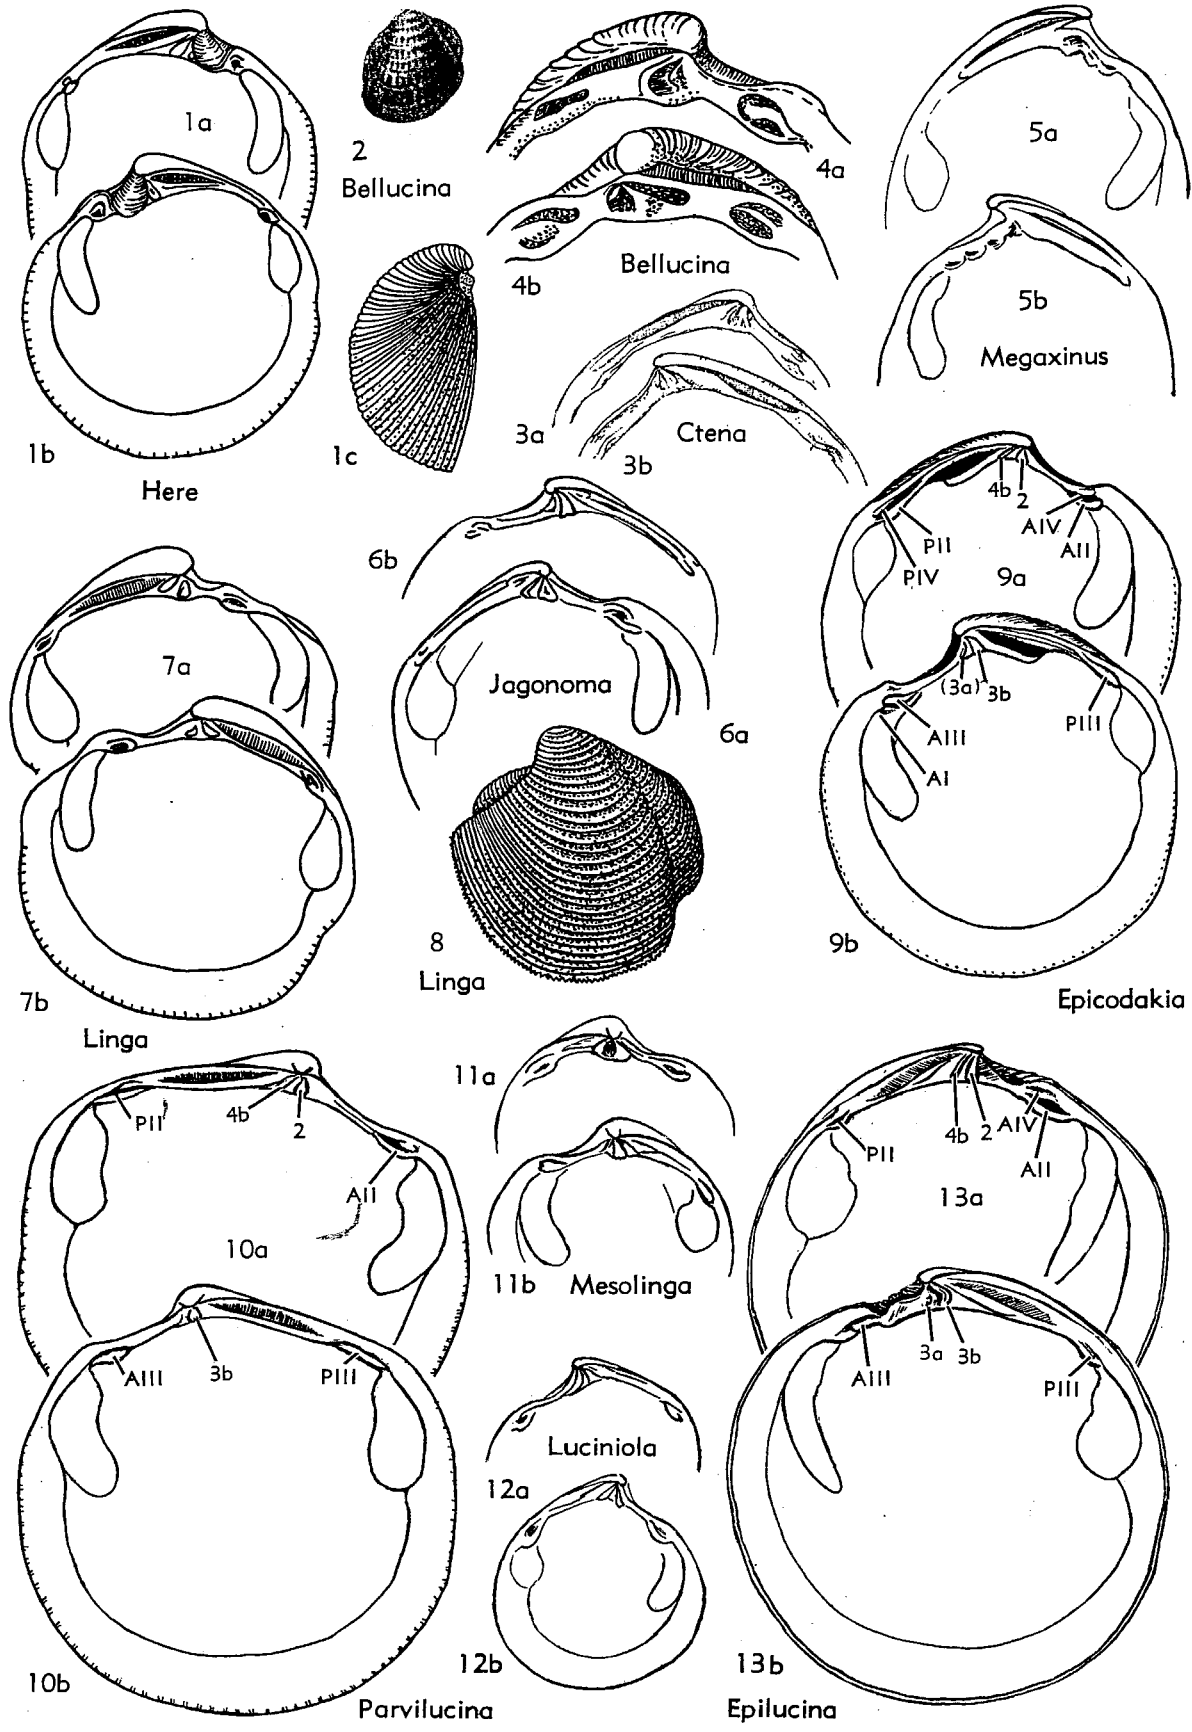 1a
2
Bellucina
4a
5a
4b
Bellucina
5b
Megaxinus
1b
Here
1c
3a
Ctena
3b
4b
2
AIV
AII
PII
PIV
9a
6b
7a
Jagonoma
6a
(3a)
3b
PIII
AIII
AI
8
Linga
9b
Epicodakia
7b
Linga
11a
PII
4b
2
AII
10a
11b
Mesolinga
4b
2
AIV
PII
AII
13a
AIII
3b
PIII
3a
3b
AIII
PIII
Luciniola
12a
10b
12b
13b
Parvilucina
Epilucina